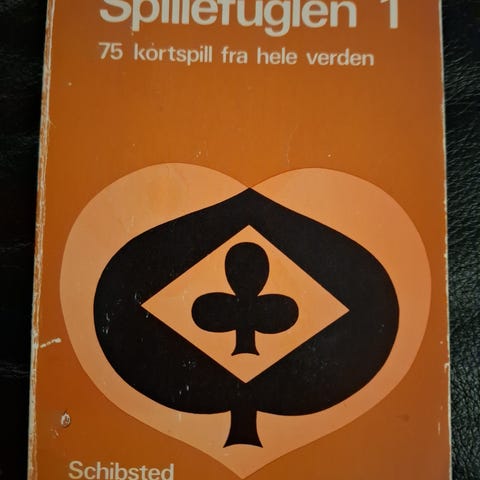 Spillefuglen 1
75 kortspill fra hele verden
Schibsted